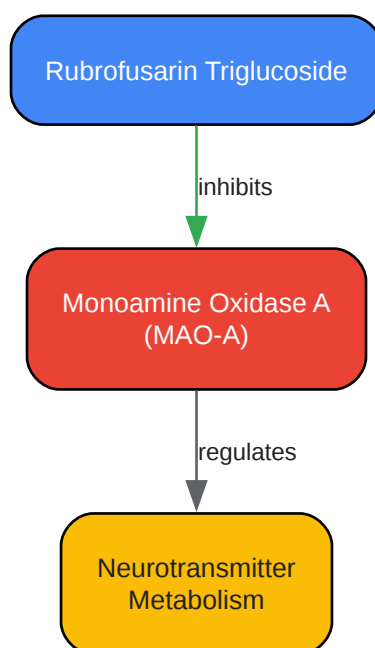 Rubrofusarin Triglucoside
inhibits
Monoamine Oxidase A
(MAO-A)
regulates
Neurotransmitter
Metabolism